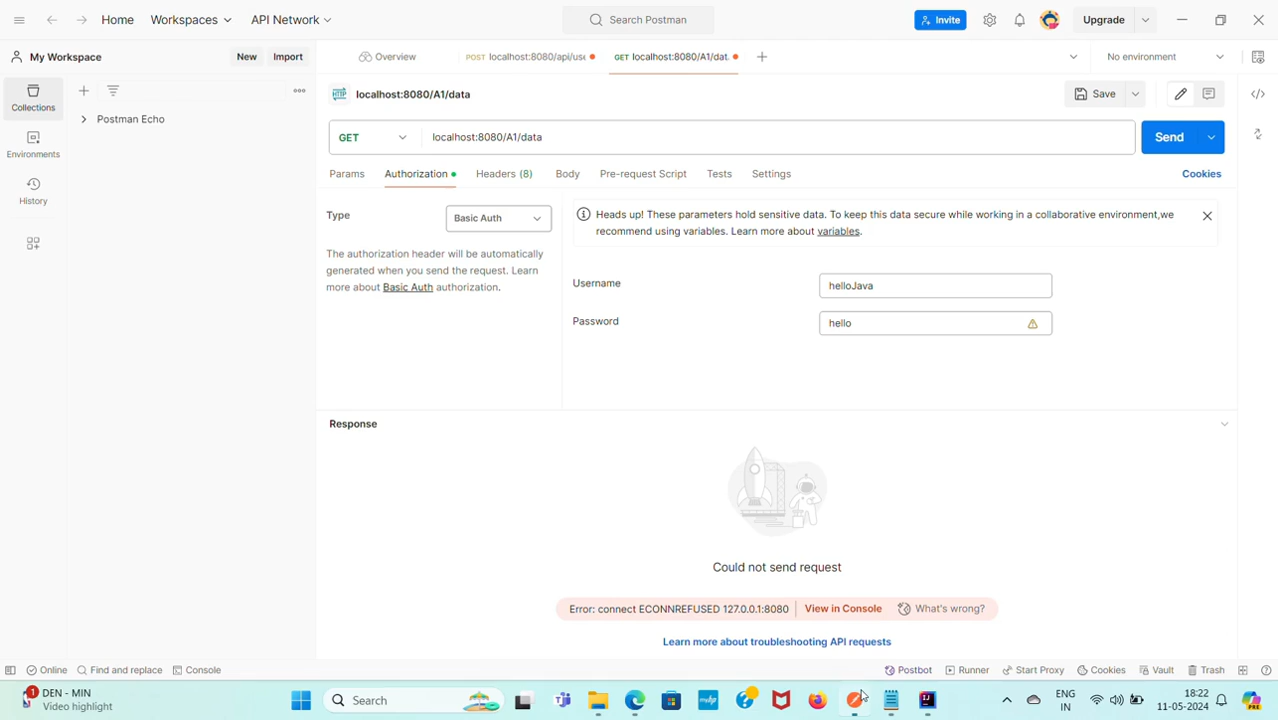 Home Workspaces API Network Search Postman Invite Upgrade
My Workspace New Import Overview POST localhost:8080/api/use GET localhost:8080/A1/dat. No environment
Collections
Postman Echo
Environments
History
HTTP localhost:8080/A1/data Save
GET localhost:8080/A1/data Send
Params Authorization Headers (8) Body Pre-request Script Tests Settings Cookies
Type Basic Auth
The authorization header will be automatically
generated when you send the request. Learn
more about Basic Auth authorization.
Heads up! These parameters hold sensitive data. To keep this data secure while working in a collaborative environment,we
recommend using variables. Learn more about variables.
Username helloJava
Password hello
Response
Could not send request
Error: connect ECONNREFUSED 127.0.0.1:8080 View in Console What's wrong?
Learn more about troubleshooting API requests
Online Find and replace Console Postbot Runner Start Proxy Cookies Vault Trash
1 DEN - MIN
Video highlight
Search
ENG
IN
18:22
11-05-2024
PRE